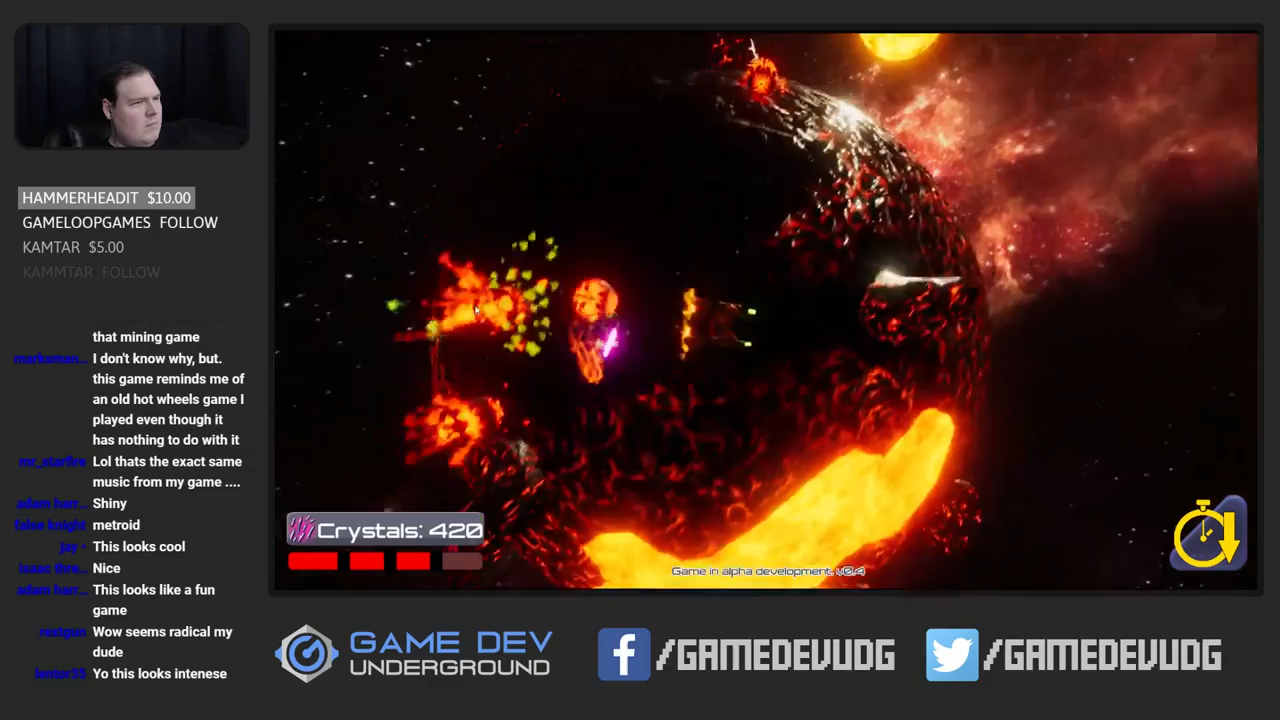 HAMMERHEADIT $10.00
GAMELOOPGAMES FOLLOW
KAMTAR $5.00
KAMMTAR FOLLOW
that mining game
I don't know why, but.
this game reminds me of
an old hot wheels game I
played even though it
has nothing to do with it
Lol thats the exact same
music from my game ....
adam harr... Shiny
metroid
This looks cool
Nice
adam harr... This looks like a fun
game
Wow seems radical my
dude
Yo this looks intenese
Crystals: 420
Game in alpha development. v0.4
GAME DEV
UNDERGROUND
/GAMEDEVUDG
/GAMEDEVUDG